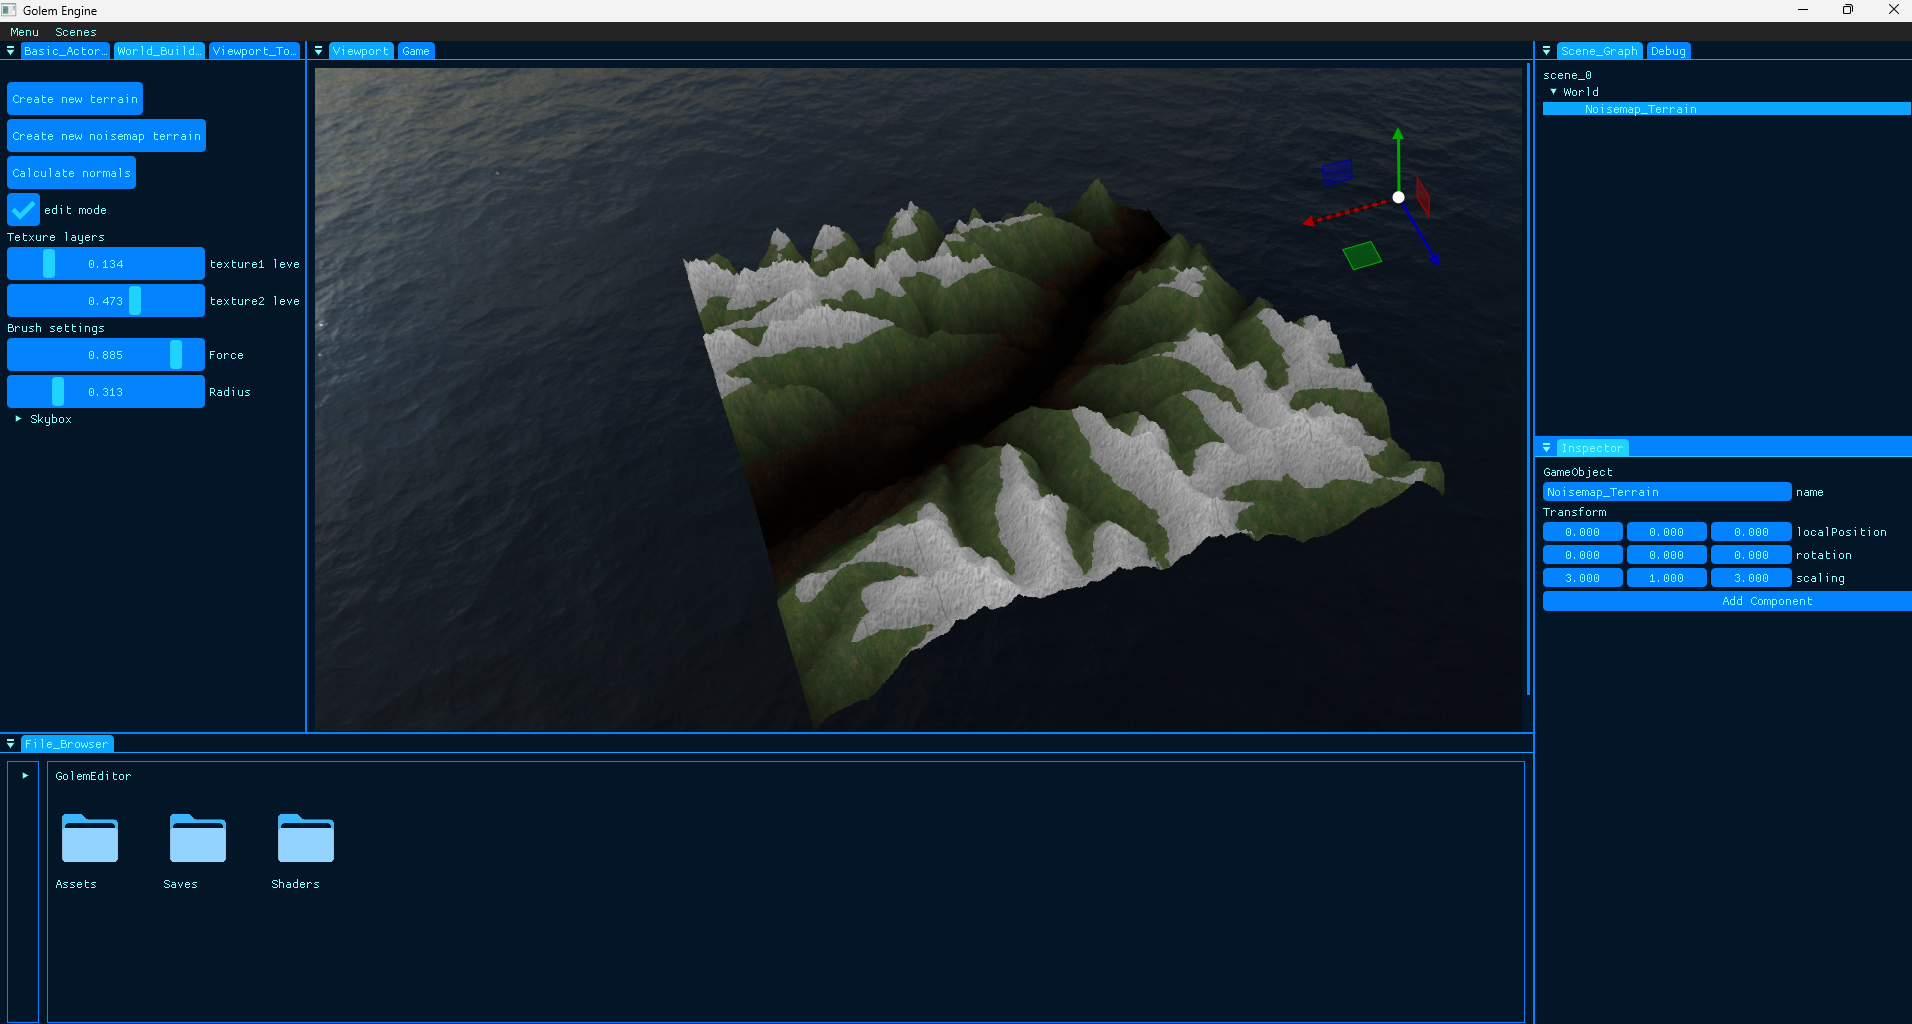 Golem Engine
Menu Scenes
Basic_Actor… World_Build… Viewport_To…
Create new terrain
Create new noisemap terrain
Calculate normals
edit mode
Tetxure layers
0.134 texture1 leve
0.473 texture2 leve
Brush settings
0.885 Force
0.313 Radius
Skybox
Viewport Game
Scene_Graph Debug
scene_0
World
Noisemap_Terrain
Inspector
GameObject
Noisemap_Terrain name
Transform
0.000 0.000 0.000 localPosition
0.000 0.000 0.000 rotation
3.000 1.000 3.000 scaling
Add Component
File_Browser
GolemEditor
Assets Saves Shaders